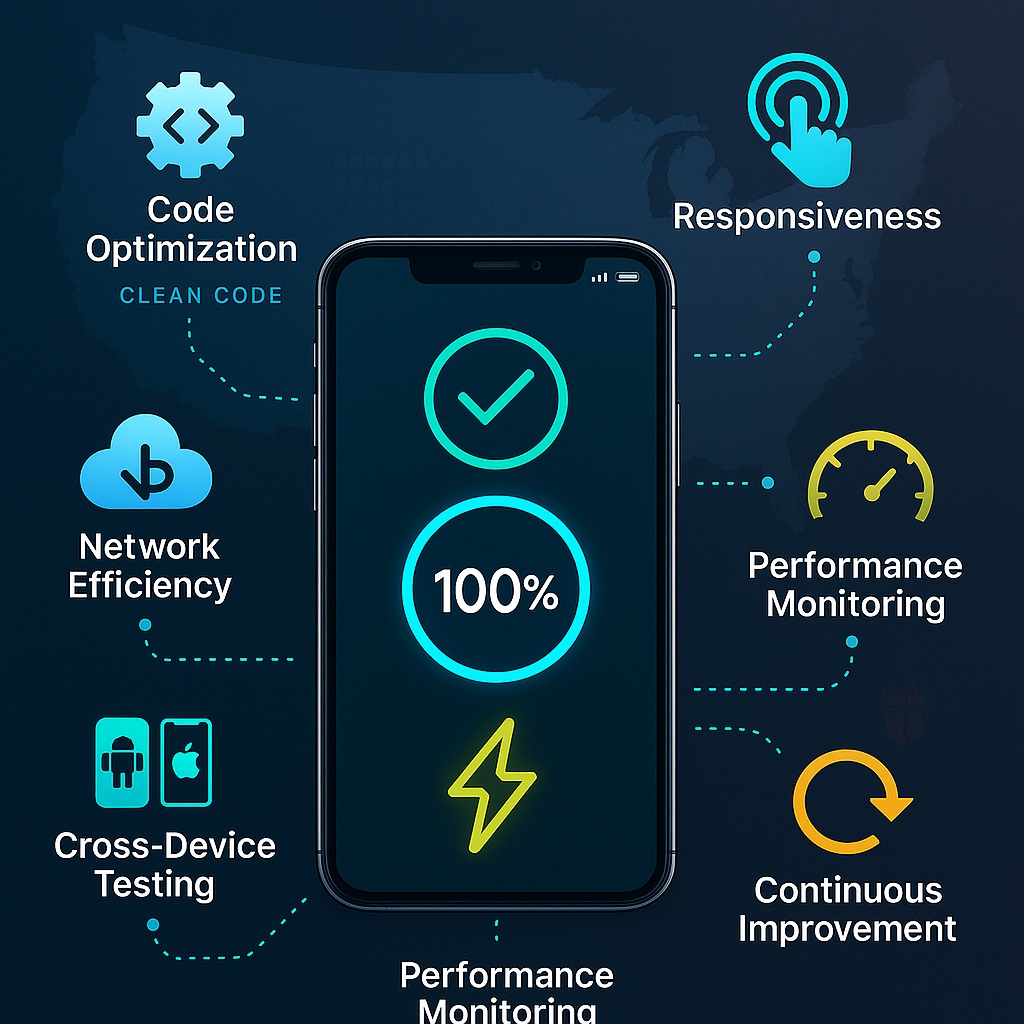 Code
Optimization
CLEAN CODE
Responsiveness
100%
Network
Efficiency
Performance
Monitoring
Cross-Device
Testing
Continuous
Improvement
Performance
Monitoring